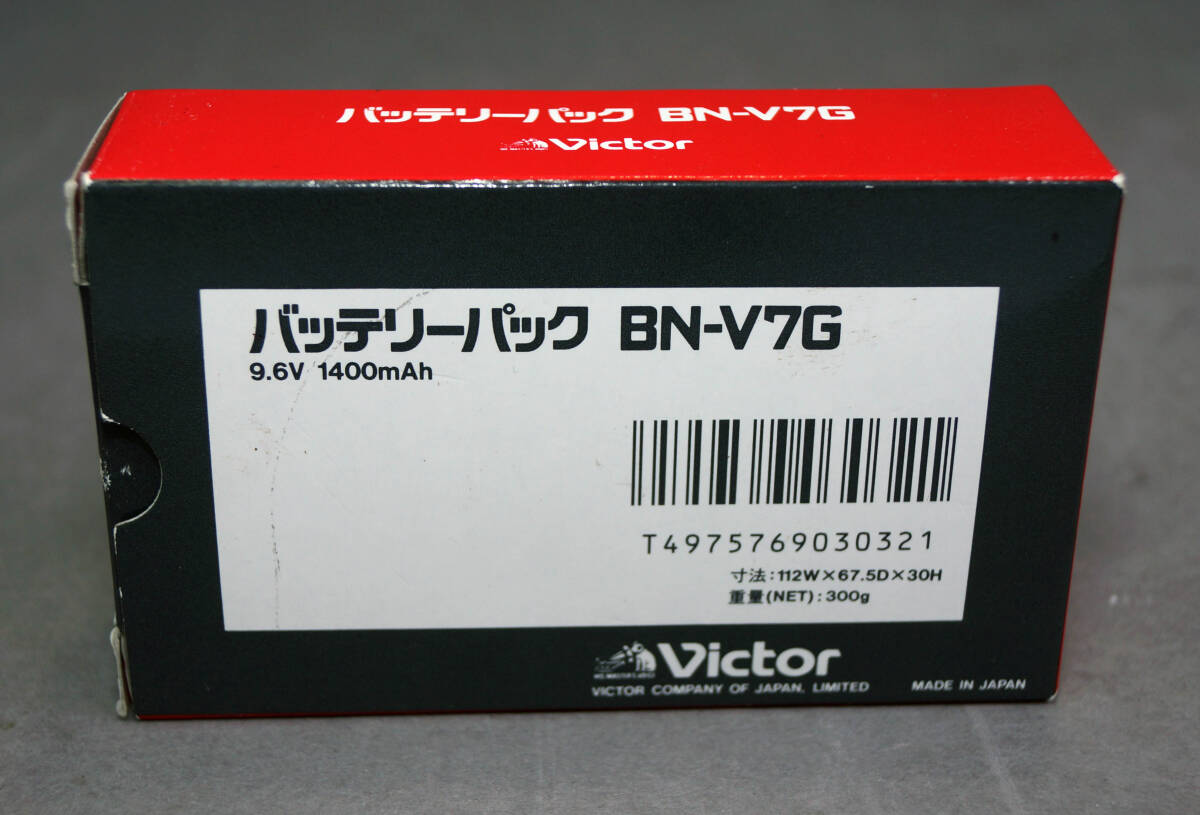 バッテリーパック BN-V7G
Victor
バッテリーパック BN-V7G
9.6V 1400mAh
T4975769030321
寸法:112W×67.5D×30H
重量(NET):300g
Victor
VICTOR COMPANY OF JAPAN, LIMITED MADE IN JAPAN